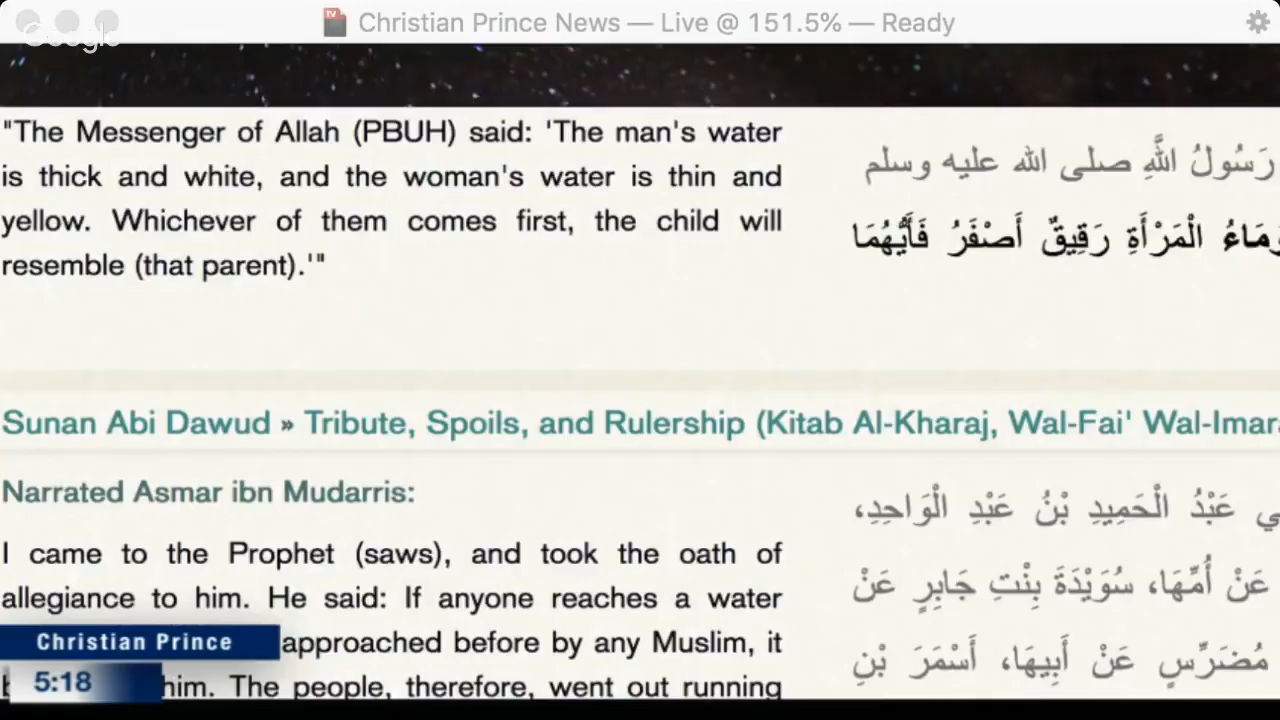 Christian Prince News — Live @ 151.5% — Ready
Google
"The Messenger of Allah (PBUH) said: 'The man's water
is thick and white, and the woman's water is thin and
yellow. Whichever of them comes first, the child will
resemble (that parent).'"
رَسُولُ اللَّهِ صلى الله عليه وسلم
وَمَاءُ الْمَرْأَةِ رَقِيقٌ أَصْفَرُ فَأَيُّهُمَا
Sunan Abi Dawud » Tribute, Spoils, and Rulership (Kitab Al-Kharaj, Wal-Fai' Wal-Imara
Narrated Asmar ibn Mudarris:
I came to the Prophet (saws), and took the oath of
allegiance to him. He said: If anyone reaches a water
approached before by any Muslim, it
him. The people, therefore, went out running
عَبْدُ الْحَمِيدِ بْنُ عَبْدِ الْوَاحِدِ،
عَنْ أُمِّهَا، سُوَيْدَةَ بِنْتِ جَابِرٍ عَنْ
مُضَرِّسٍ عَنْ أَبِيهَا، أَسْمَرَ بْنِ
Christian Prince
5:18